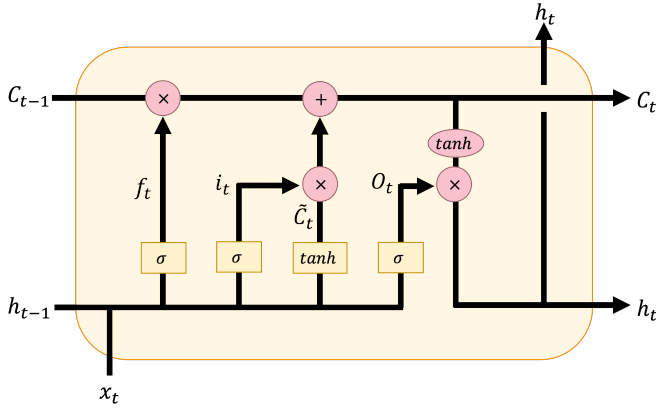 h_t
C_{t−1} × + C_t
tanh
f_t i_t × O_t ×
C̃_t
σ σ tanh σ
h_{t−1} h_t
x_t